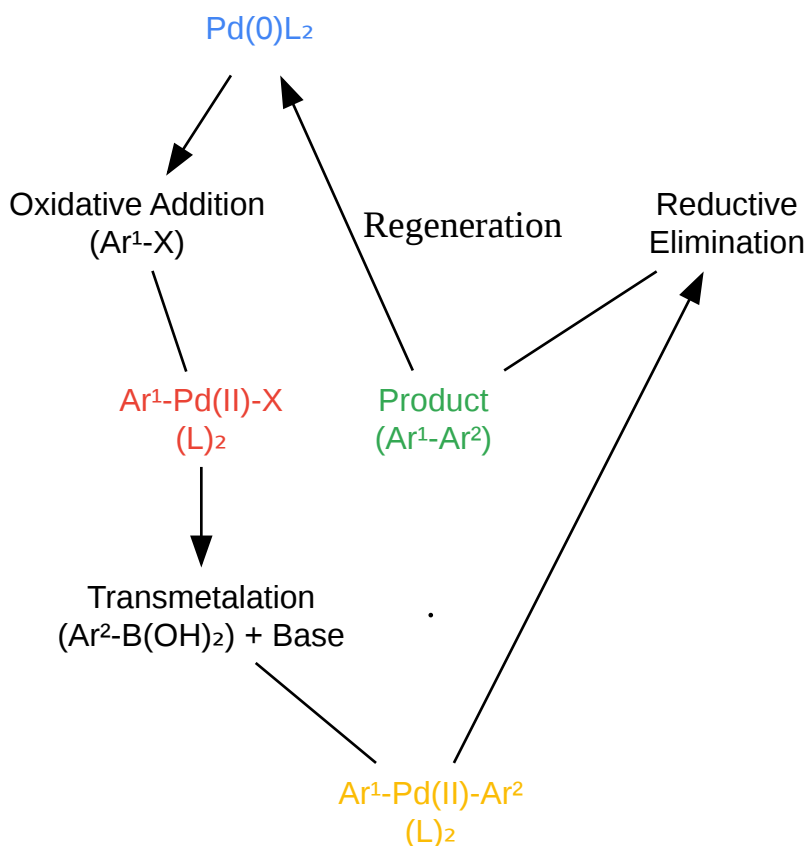 Pd(0)L₂
Oxidative Addition
(Ar¹-X)
Regeneration
Reductive
Elimination
Ar¹-Pd(II)-X
(L)₂
Product
(Ar¹-Ar²)
Transmetalation
(Ar²-B(OH)₂) + Base
.
Ar¹-Pd(II)-Ar²
(L)₂